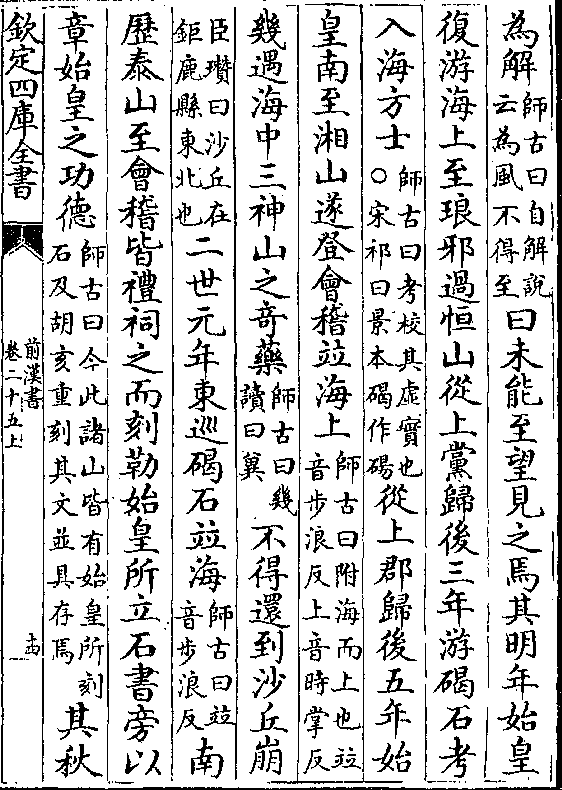 為解師古曰自解說云為風不得至曰未能至望見之焉其明年始皇
復游海上至琅邪過恒山從上黨歸後三年游碣石考
入海方士師古曰考校其虛實也○宋祁曰景本碣作碭從上郡歸後五年始
皇南至湘山遂登會稽竝海上師古曰附海而上也竝音步浪反上音時掌反
幾遇海中三神山之奇藥師古曰幾讀曰冀不得還到沙丘崩
臣瓚曰沙丘在鉅鹿縣東北也二世元年東巡碣石竝海師古曰竝音步浪反南
歷泰山至會稽皆禮祠之而刻勒始皇所立石書旁以
章始皇之功德師古曰今此諸山皆有始皇所刻石及胡亥重刻其文並具存焉其秋
欽定四庫全書
前漢書
卷二十五上
十四